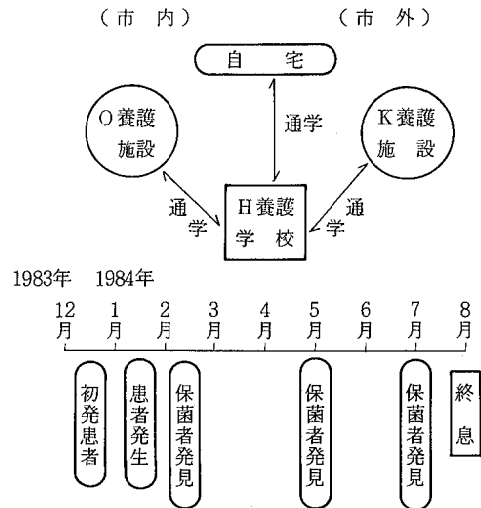 (市内) (市外)
自宅
O養護
施設
K養護
施設
通学
通学
通学
H養護
学校
1983年 1984年
12月 1月 2月 3月 4月 5月 6月 7月 8月
初発患者
患者発生
保菌者発見
保菌者発見
保菌者発見
終息